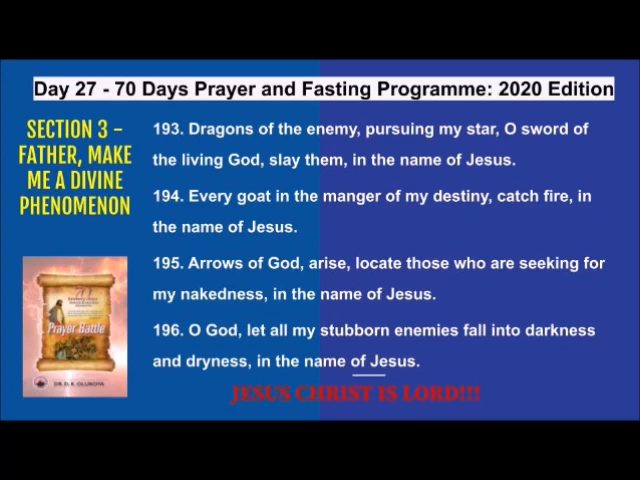 Day 27 - 70 Days Prayer and Fasting Programme: 2020 Edition
SECTION 3 –
FATHER, MAKE
ME A DIVINE
PHENOMENON
193. Dragons of the enemy, pursuing my star, O sword of
the living God, slay them, in the name of Jesus.
194. Every goat in the manger of my destiny, catch fire, in
the name of Jesus.
195. Arrows of God, arise, locate those who are seeking for
my nakedness, in the name of Jesus.
196. O God, let all my stubborn enemies fall into darkness
and dryness, in the name of Jesus.
JESUS CHRIST IS LORD!!!
70
Prayer Battle
DR. D. K. OLUKOYA